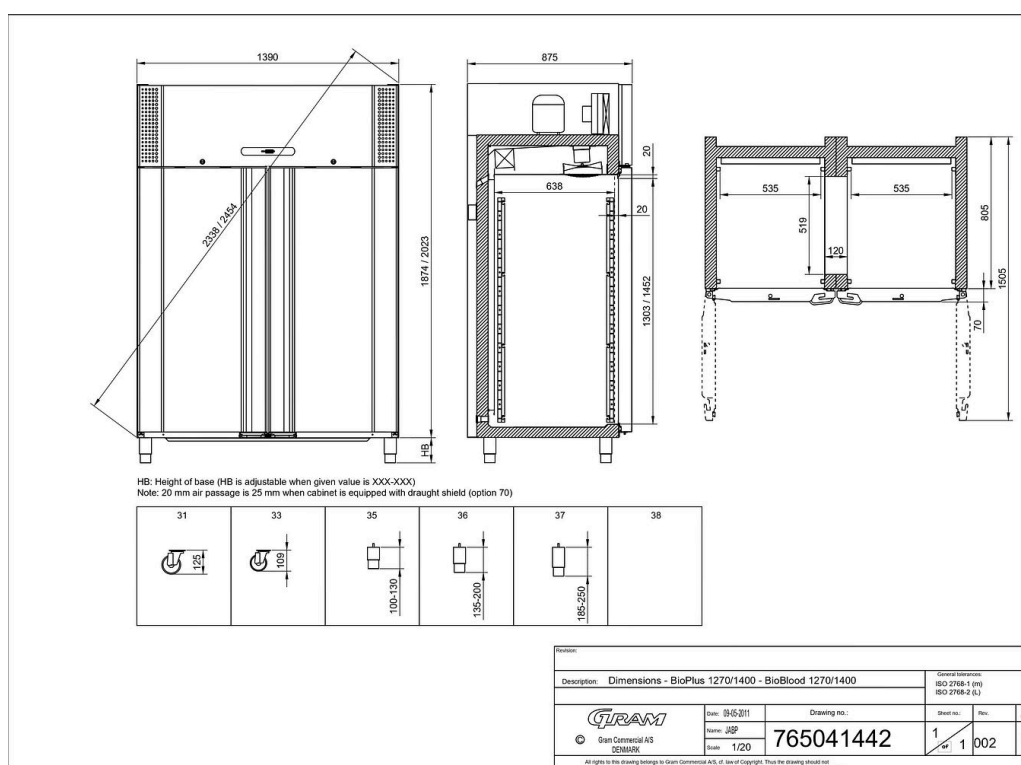 1390
875
2338 / 2454
1874 / 2023
HB
20
638
20
1303 / 1452
535
535
519
120
805
1505
70
HB: Height of base (HB is adjustable when given value is XXX-XXX)
Note: 20 mm air passage is 25 mm when cabinet is equipped with draught shield (option 70)
31
33
35
36
37
38
125
109
100-130
135-200
185-250
Revision:
Description: Dimensions - BioPlus 1270/1400 - BioBlood 1270/1400
General tolerances:
ISO 2768-1 (m)
ISO 2768-2 (L)
GRAM
© Gram Commercial A/S
DENMARK
Date: 09-05-2011
Name: JABP
Scale 1/20
Drawing no.:
765041442
Sheet no.:
1 of 1
Rev.
002
All rights to this drawing belongs to Gram Commercial A/S, cf. law of Copyright. Thus the drawing should not